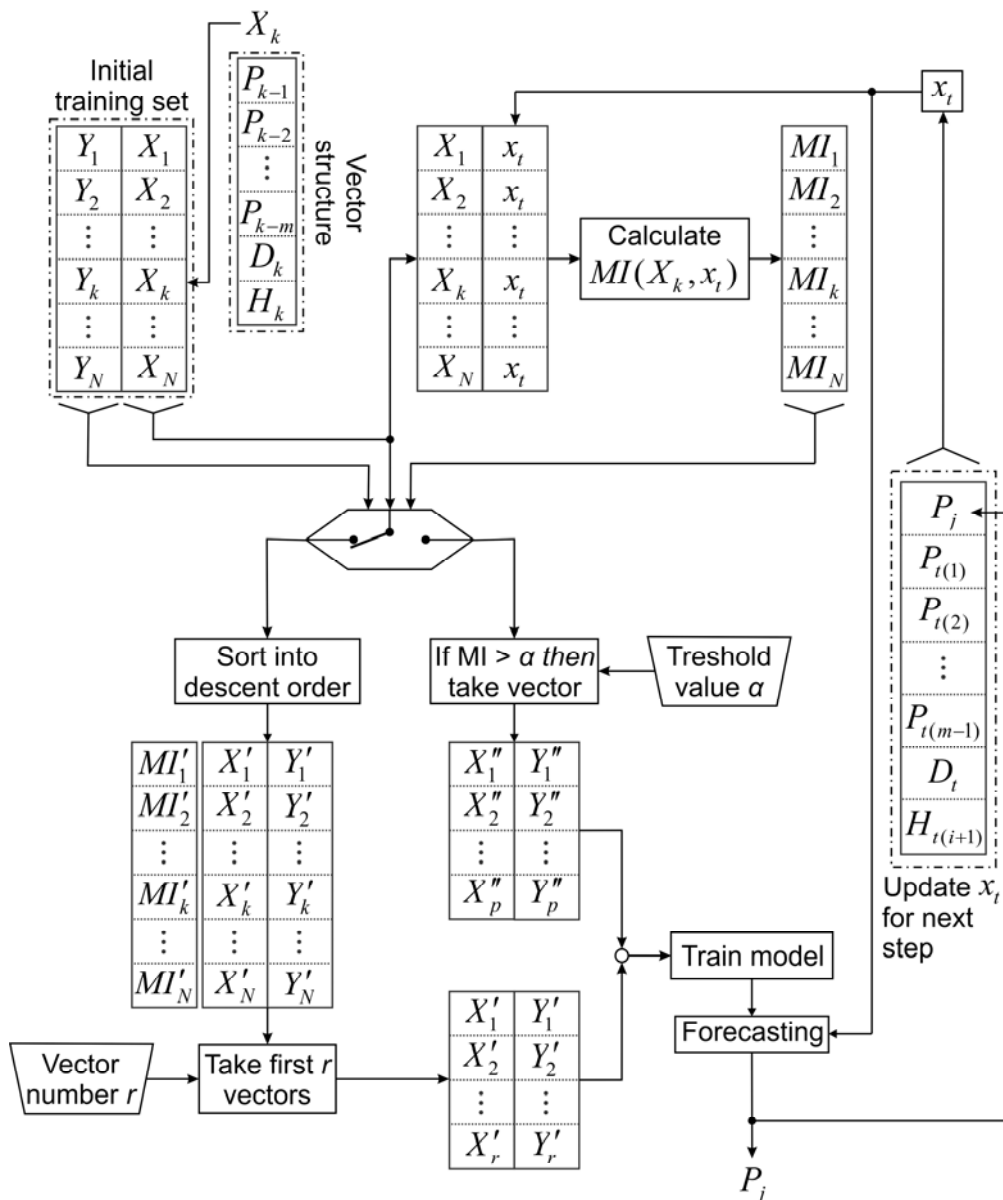 X_k
Initial
training set
Y_1 X_1
Y_2 X_2
⋮ ⋮
Y_k X_k
⋮ ⋮
Y_N X_N
P_{k-1}
P_{k-2}
⋮
P_{k-m}
D_k
H_k
Vector
structure
X_1 x_t
X_2 x_t
⋮ ⋮
X_k x_t
⋮ ⋮
X_N x_t
Calculate
MI(X_k, x_t)
MI_1
MI_2
⋮
MI_k
⋮
MI_N
x_t
P_j
P_{t(1)}
P_{t(2)}
⋮
P_{t(m-1)}
D_t
H_{t(i+1)}
Update x_t
for next
step
Sort into
descent order
If MI > α then
take vector
Treshold
value α
MI′_1 X′_1 Y′_1
MI′_2 X′_2 Y′_2
⋮ ⋮ ⋮
MI′_k X′_k Y′_k
⋮ ⋮ ⋮
MI′_N X′_N Y′_N
X″_1 Y″_1
X″_2 Y″_2
⋮ ⋮
X″_p Y″_p
Train model
Forecasting
Vector
number r
Take first r
vectors
X′_1 Y′_1
X′_2 Y′_2
⋮ ⋮
X′_r Y′_r
P_j